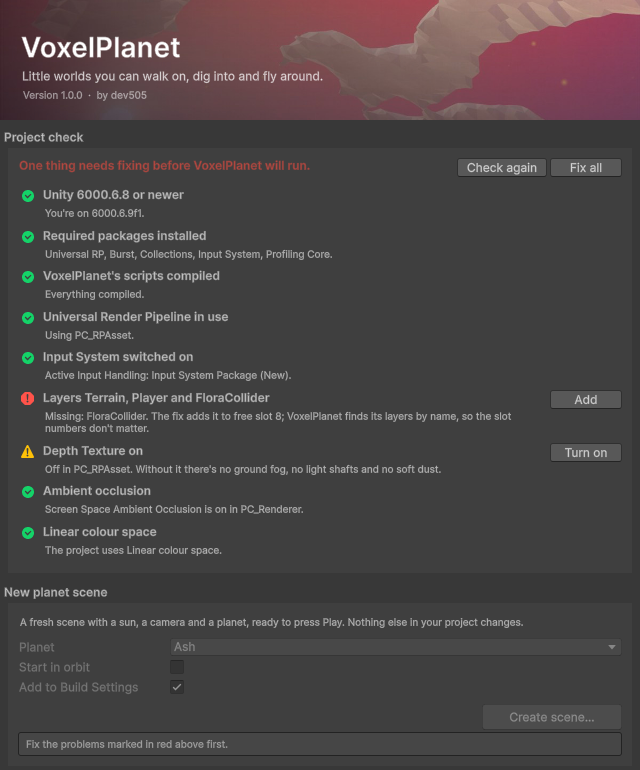 VoxelPlanet
Little worlds you can walk on, dig into and fly around.
Version 1.0.0 · by dev505
Project check
One thing needs fixing before VoxelPlanet will run.
Check again
Fix all
Unity 6000.6.8 or newer
You're on 6000.6.9f1.
Required packages installed
Universal RP, Burst, Collections, Input System, Profiling Core.
VoxelPlanet's scripts compiled
Everything compiled.
Universal Render Pipeline in use
Using PC_RPAsset.
Input System switched on
Active Input Handling: Input System Package (New).
Layers Terrain, Player and FloraCollider
Add
Missing: FloraCollider. The fix adds it to free slot 8; VoxelPlanet finds its layers by name, so the slot
numbers don't matter.
Depth Texture on
Turn on
Off in PC_RPAsset. Without it there's no ground fog, no light shafts and no soft dust.
Ambient occlusion
Screen Space Ambient Occlusion is on in PC_Renderer.
Linear colour space
The project uses Linear colour space.
New planet scene
A fresh scene with a sun, a camera and a planet, ready to press Play. Nothing else in your project changes.
Planet
Ash
Start in orbit
Add to Build Settings
Create scene...
Fix the problems marked in red above first.